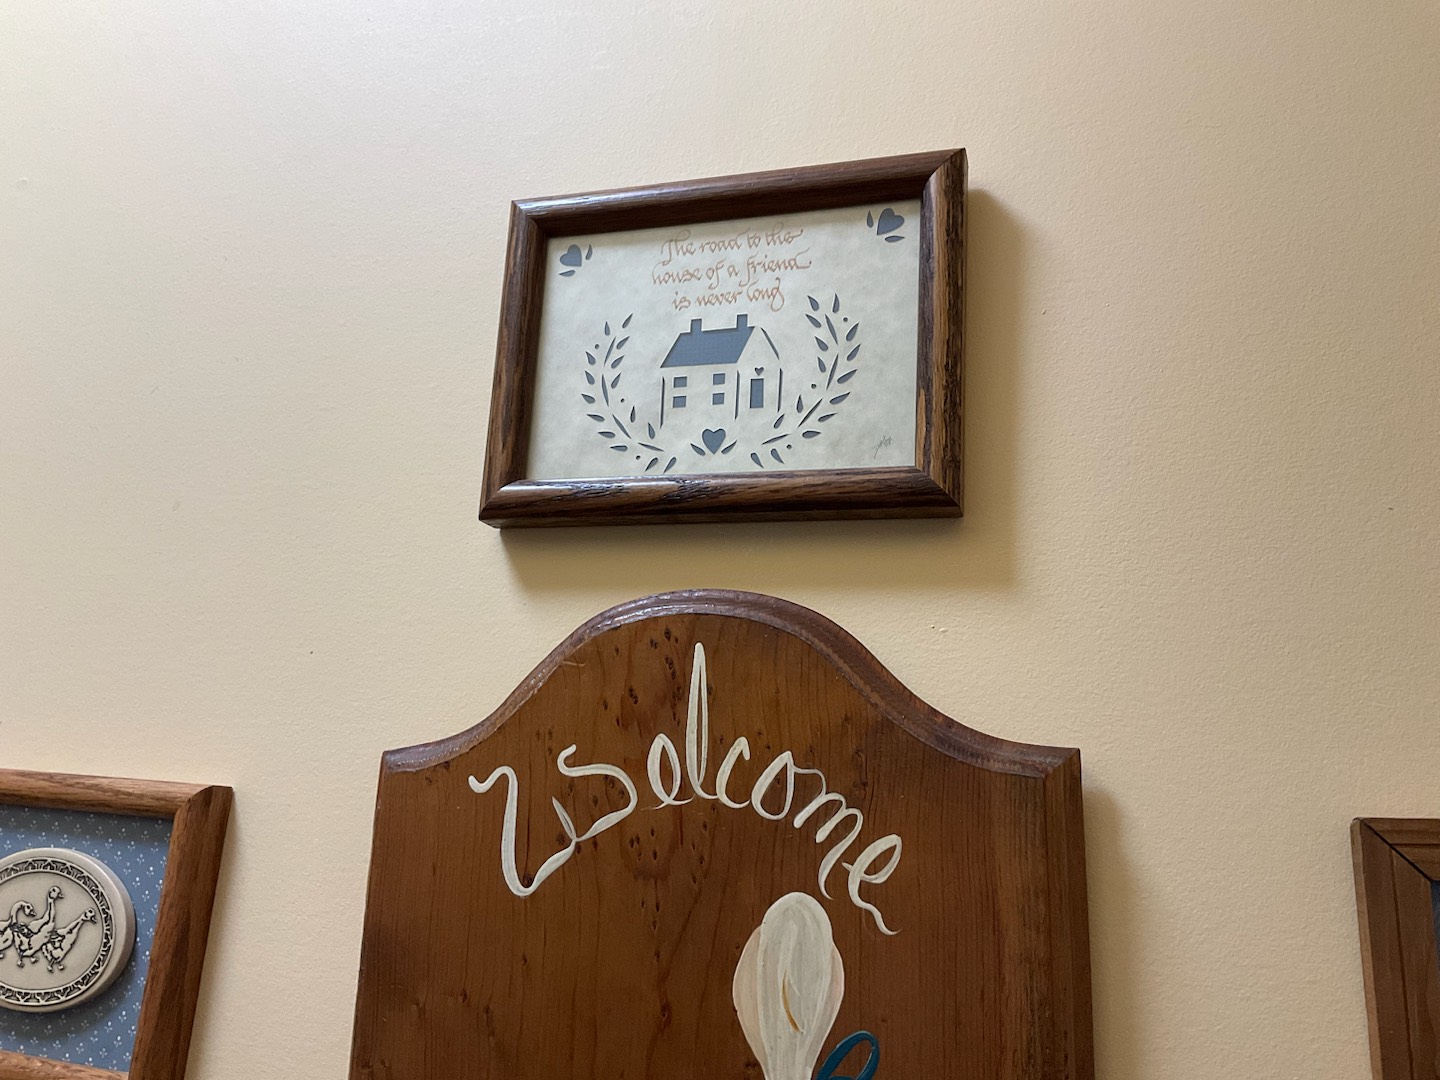 The road to the
house of a friend
is never long
Welcome